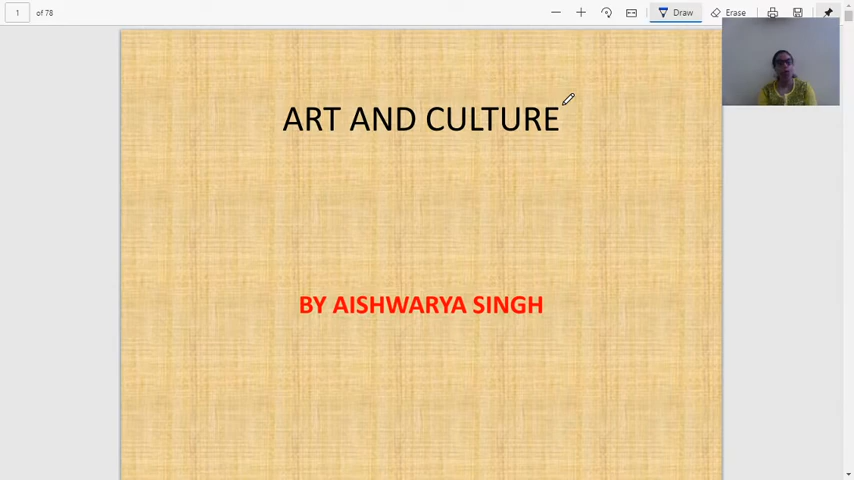 1 of 78 Draw Erase
ART AND CULTURE
BY AISHWARYA SINGH